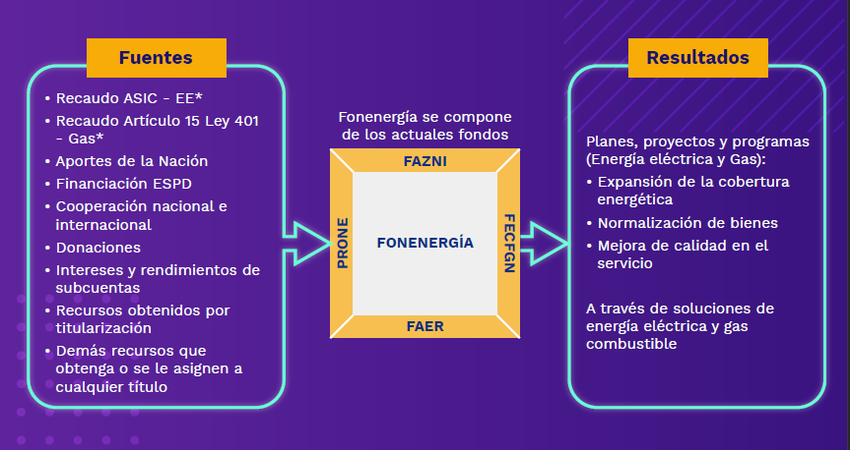 Fuentes
• Recaudo ASIC - EE*
• Recaudo Artículo 15 Ley 401
- Gas*
• Aportes de la Nación
• Financiación ESPD
• Cooperación nacional e
internacional
• Donaciones
• Intereses y rendimientos de
subcuentas
• Recursos obtenidos por
titularización
• Demás recursos que
obtenga o se le asignen a
cualquier título
Fonenergía se compone
de los actuales fondos
FAZNI
PRONE
FONENERGÍA
FECFGN
FAER
Resultados
Planes, proyectos y programas
(Energía eléctrica y Gas):
• Expansión de la cobertura
energética
• Normalización de bienes
• Mejora de calidad en el
servicio
A través de soluciones de
energía eléctrica y gas
combustible